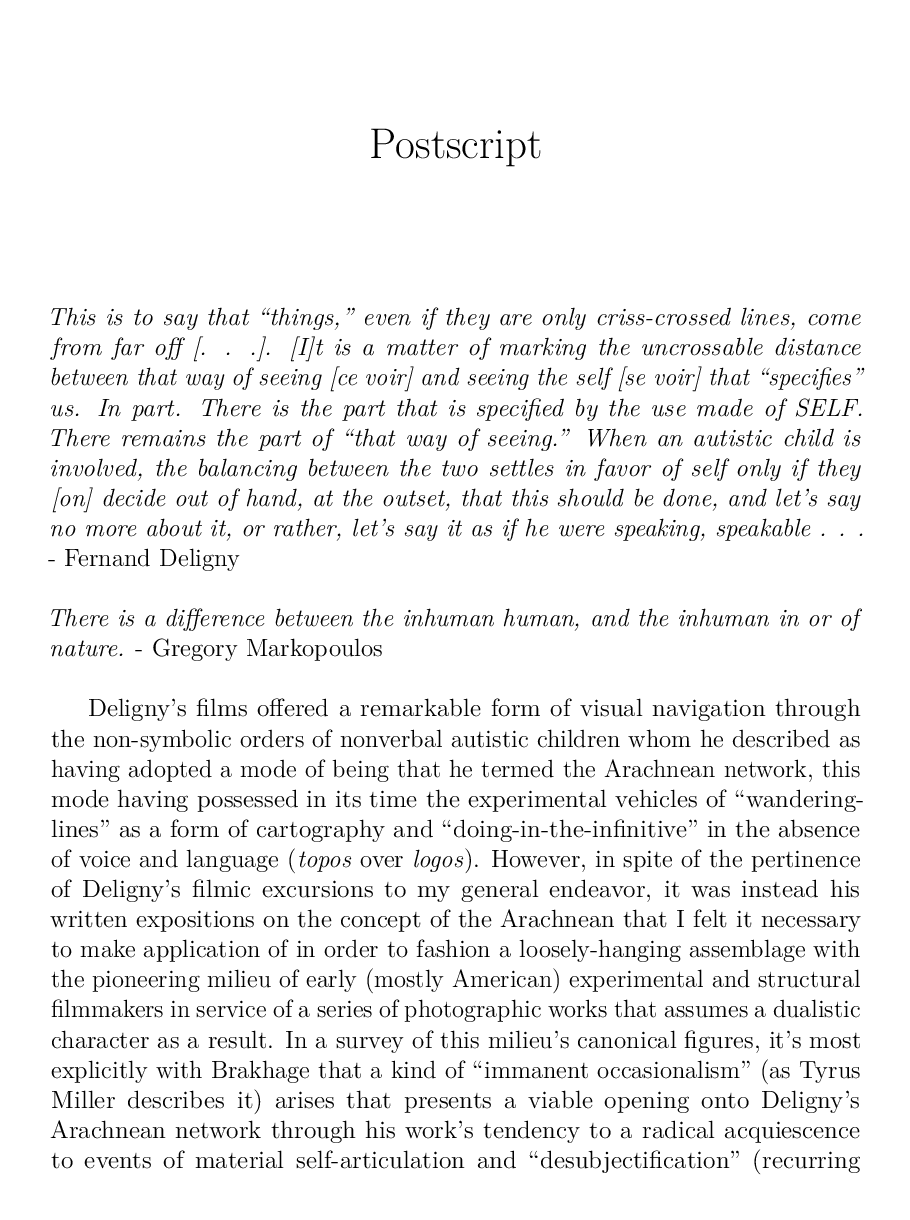 Postscript
This is to say that “things,” even if they are only criss-crossed lines, come
from far off [. . .]. [I]t is a matter of marking the uncrossable distance
between that way of seeing [ce voir] and seeing the self [se voir] that “specifies”
us. In part. There is the part that is specified by the use made of SELF.
There remains the part of “that way of seeing.” When an autistic child is
involved, the balancing between the two settles in favor of self only if they
[on] decide out of hand, at the outset, that this should be done, and let’s say
no more about it, or rather, let’s say it as if he were speaking, speakable . . .
- Fernand Deligny
There is a difference between the inhuman human, and the inhuman in or of
nature. - Gregory Markopoulos
Deligny’s films offered a remarkable form of visual navigation through
the non-symbolic orders of nonverbal autistic children whom he described as
having adopted a mode of being that he termed the Arachnean network, this
mode having possessed in its time the experimental vehicles of “wandering-
lines” as a form of cartography and “doing-in-the-infinitive” in the absence
of voice and language (topos over logos). However, in spite of the pertinence
of Deligny’s filmic excursions to my general endeavor, it was instead his
written expositions on the concept of the Arachnean that I felt it necessary
to make application of in order to fashion a loosely-hanging assemblage with
the pioneering milieu of early (mostly American) experimental and structural
filmmakers in service of a series of photographic works that assumes a dualistic
character as a result. In a survey of this milieu’s canonical figures, it’s most
explicitly with Brakhage that a kind of “immanent occasionalism” (as Tyrus
Miller describes it) arises that presents a viable opening onto Deligny’s
Arachnean network through his work’s tendency to a radical acquiescence
to events of material self-articulation and “desubjectification” (recurring